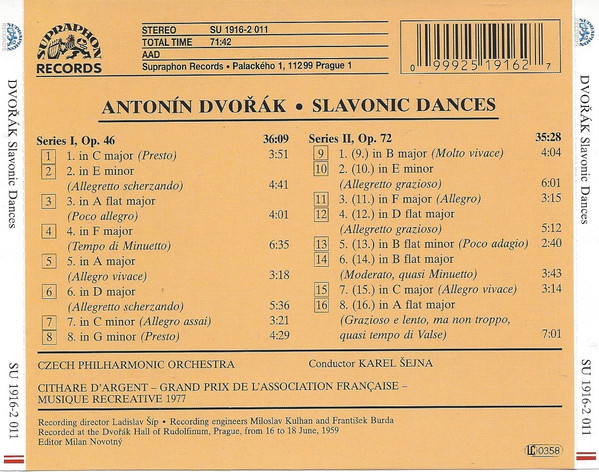 DVOŘÁK Slavonic Dances
SU 1916-2 011
SUPRAPHON
RECORDS
STEREO SU 1916-2 011
TOTAL TIME 71:42
AAD
Supraphon Records • Palackého 1, 11299 Prague 1
0 99925 19162 7
ANTONÍN DVOŘÁK • SLAVONIC DANCES
Series I, Op. 46 36:09
1 1. in C major (Presto) 3:51
2 2. in E minor
(Allegretto scherzando) 4:41
3 3. in A flat major
(Poco allegro) 4:01
4 4. in F major
(Tempo di Minuetto) 6:35
5 5. in A major
(Allegro vivace) 3:18
6 6. in D major
(Allegretto scherzando) 5:36
7 7. in C minor (Allegro assai) 3:21
8 8. in G minor (Presto) 4:01
Series II, Op. 72 35:28
9 1. (9.) in B major (Molto vivace) 4:04
10 2. (10.) in E minor
(Allegretto grazioso) 6:01
11 3. (11.) in F major (Allegro) 3:15
12 4. (12.) in D flat major
(Allegretto grazioso) 5:12
13 5. (13.) in B flat minor (Poco adagio) 2:40
14 6. (14.) in B flat major
(Moderato, quasi Minuetto) 3:43
15 7. (15.) in C major (Allegro vivace) 3:14
16 8. (16.) in A flat major
(Grazioso e lento, ma non troppo,
quasi tempo di Valse) 7:01
CZECH PHILHARMONIC ORCHESTRA Conductor KAREL ŠEJNA
CITHARE D'ARGENT – GRAND PRIX DE L'ASSOCIATION FRANÇAISE –
MUSIQUE RECREATIVE 1977
Recording director Ladislav Šíp • Recording engineers Miloslav Kulhan and František Burda
Recorded at the Dvořák Hall of Rudolfinum, Prague, from 16 to 18 June, 1959
Editor Milan Novotný
LC 0358
DVOŘÁK Slavonic Dances
SU 1916-2 011